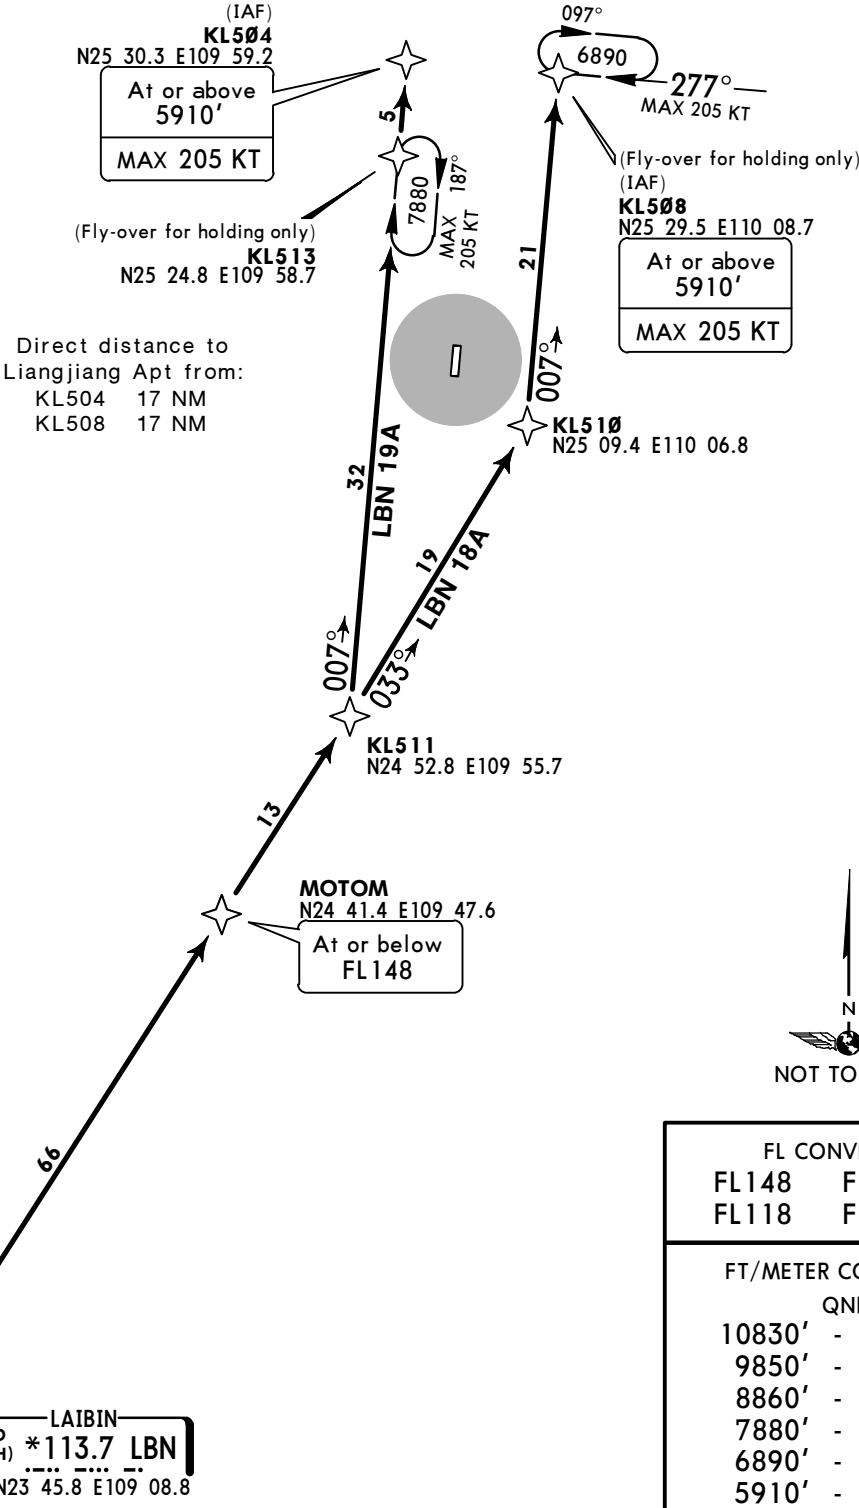 (IAF)
KL5Ø4
N25 30.3 E109 59.2
At or above
5910'
MAX 205 KT
5
097°
6890
277°
MAX 205 KT
(Fly-over for holding only)
(IAF)
KL5Ø8
N25 29.5 E110 08.7
At or above
5910'
MAX 205 KT
7880
187°
MAX
205 KT
(Fly-over for holding only)
KL513
N25 24.8 E109 58.7
21
Direct distance to
Liangjiang Apt from:
KL504 17 NM
KL508 17 NM
007°
KL51Ø
N25 09.4 E110 06.8
32
LBN 19A
19
LBN 18A
007°
033°
KL511
N24 52.8 E109 55.7
13
MOTOM
N24 41.4 E109 47.6
At or below
FL148
N
NOT TO
66
FL148 F
FL118 F
FT/METER
10830' -
9850' -
8860' -
7880' -
6890' -
5910' -
LAIBIN
*113.7 LBN
N23 45.8 E109 08.8